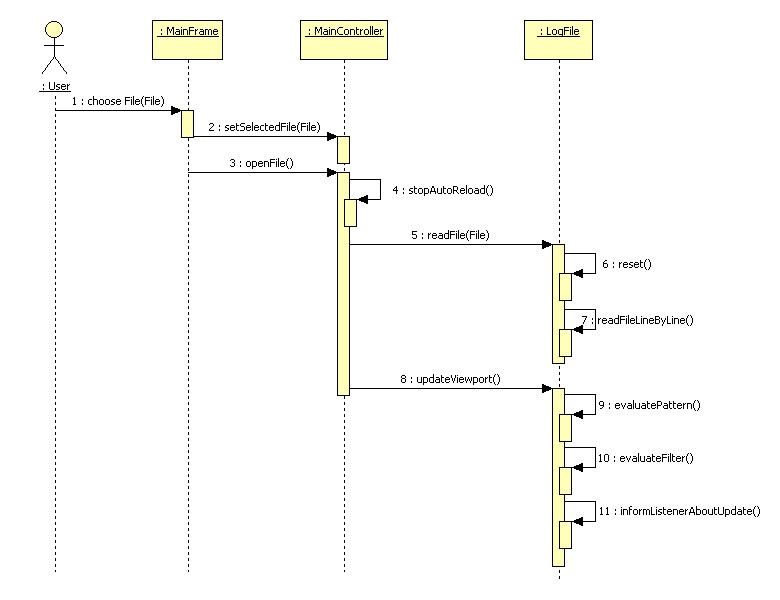 : MainFrame
: MainController
: LogFile
: User
1 : choose File(File)
2 : setSelectedFile(File)
3 : openFile()
4 : stopAutoReload()
5 : readFile(File)
6 : reset()
7 : readFileLineByLine()
8 : updateViewport()
9 : evaluatePattern()
10 : evaluateFilter()
11 : informListenerAboutUpdate()